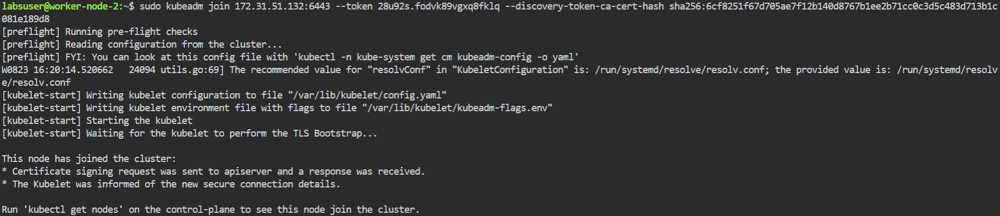 labsuser@worker-node-2:~$ sudo kubeadm join 172.31.51.132:6443 --token 28u92s.fodvk89vgxq8fklq --discovery-token-ca-cert-hash sha256:6cf8251f67d705ae7f12b140d8767b1ee2b71cc0c3d5c483d713b1c
081e189d8
[preflight] Running pre-flight checks
[preflight] Reading configuration from the cluster...
[preflight] FYI: You can look at this config file with 'kubectl -n kube-system get cm kubeadm-config -o yaml'
W0823 16:20:14.520662   24094 utils.go:69] The recommended value for "resolvConf" in "KubeletConfiguration" is: /run/systemd/resolve/resolv.conf; the provided value is: /run/systemd/resolv
e/resolv.conf
[kubelet-start] Writing kubelet configuration to file "/var/lib/kubelet/config.yaml"
[kubelet-start] Writing kubelet environment file with flags to file "/var/lib/kubelet/kubeadm-flags.env"
[kubelet-start] Starting the kubelet
[kubelet-start] Waiting for the kubelet to perform the TLS Bootstrap...
This node has joined the cluster:
* Certificate signing request was sent to apiserver and a response was received.
* The Kubelet was informed of the new secure connection details.
Run 'kubectl get nodes' on the control-plane to see this node join the cluster.